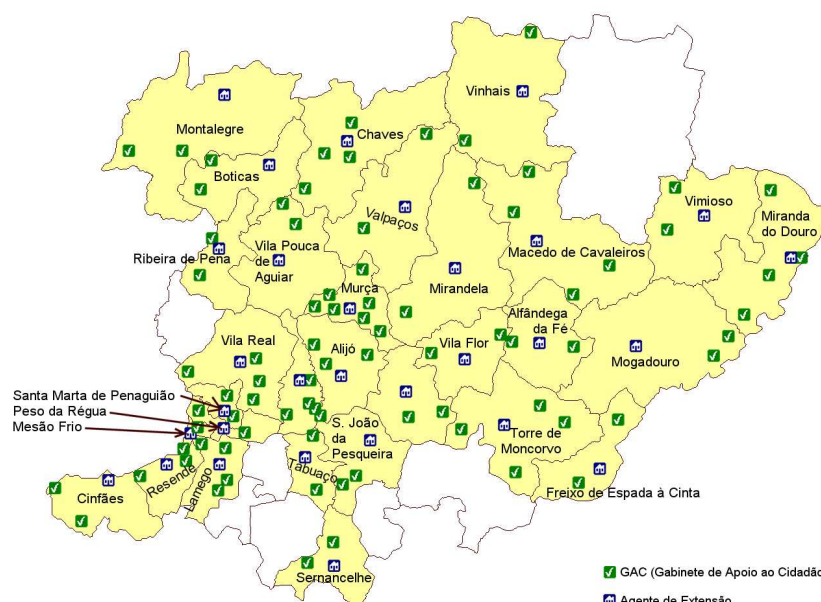 Vinhais
Montalegre
Chaves
Boticas
Valpaços
Vimioso
Miranda
do Douro
Ribeira de Pena
Vila Pouca
de
Aguiar
Macedo de Cavaleiros
Murça
Mirandela
Alfândega
da Fé
Vila Real
Alijó
Vila Flor
Mogadouro
Santa Marta de Penaguião
Peso da Régua
Mesão Frio
S. João
da
Pesqueira
Torre de
Moncorvo
Tabuaço
Resende
Lamego
Cinfães
Freixo de Espada à Cinta
Sernancelhe
GAC (Gabinete de Apoio ao Cidadão
Agente de Extensão